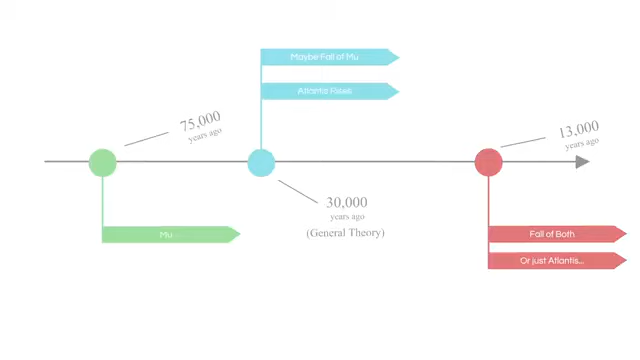 Maybe Fall of Mu
Atlantis Rises
75,000
years ago
13,000
years ago
30,000
years ago
(General Theory)
Mu
Fall of Both
Or just Atlantis...